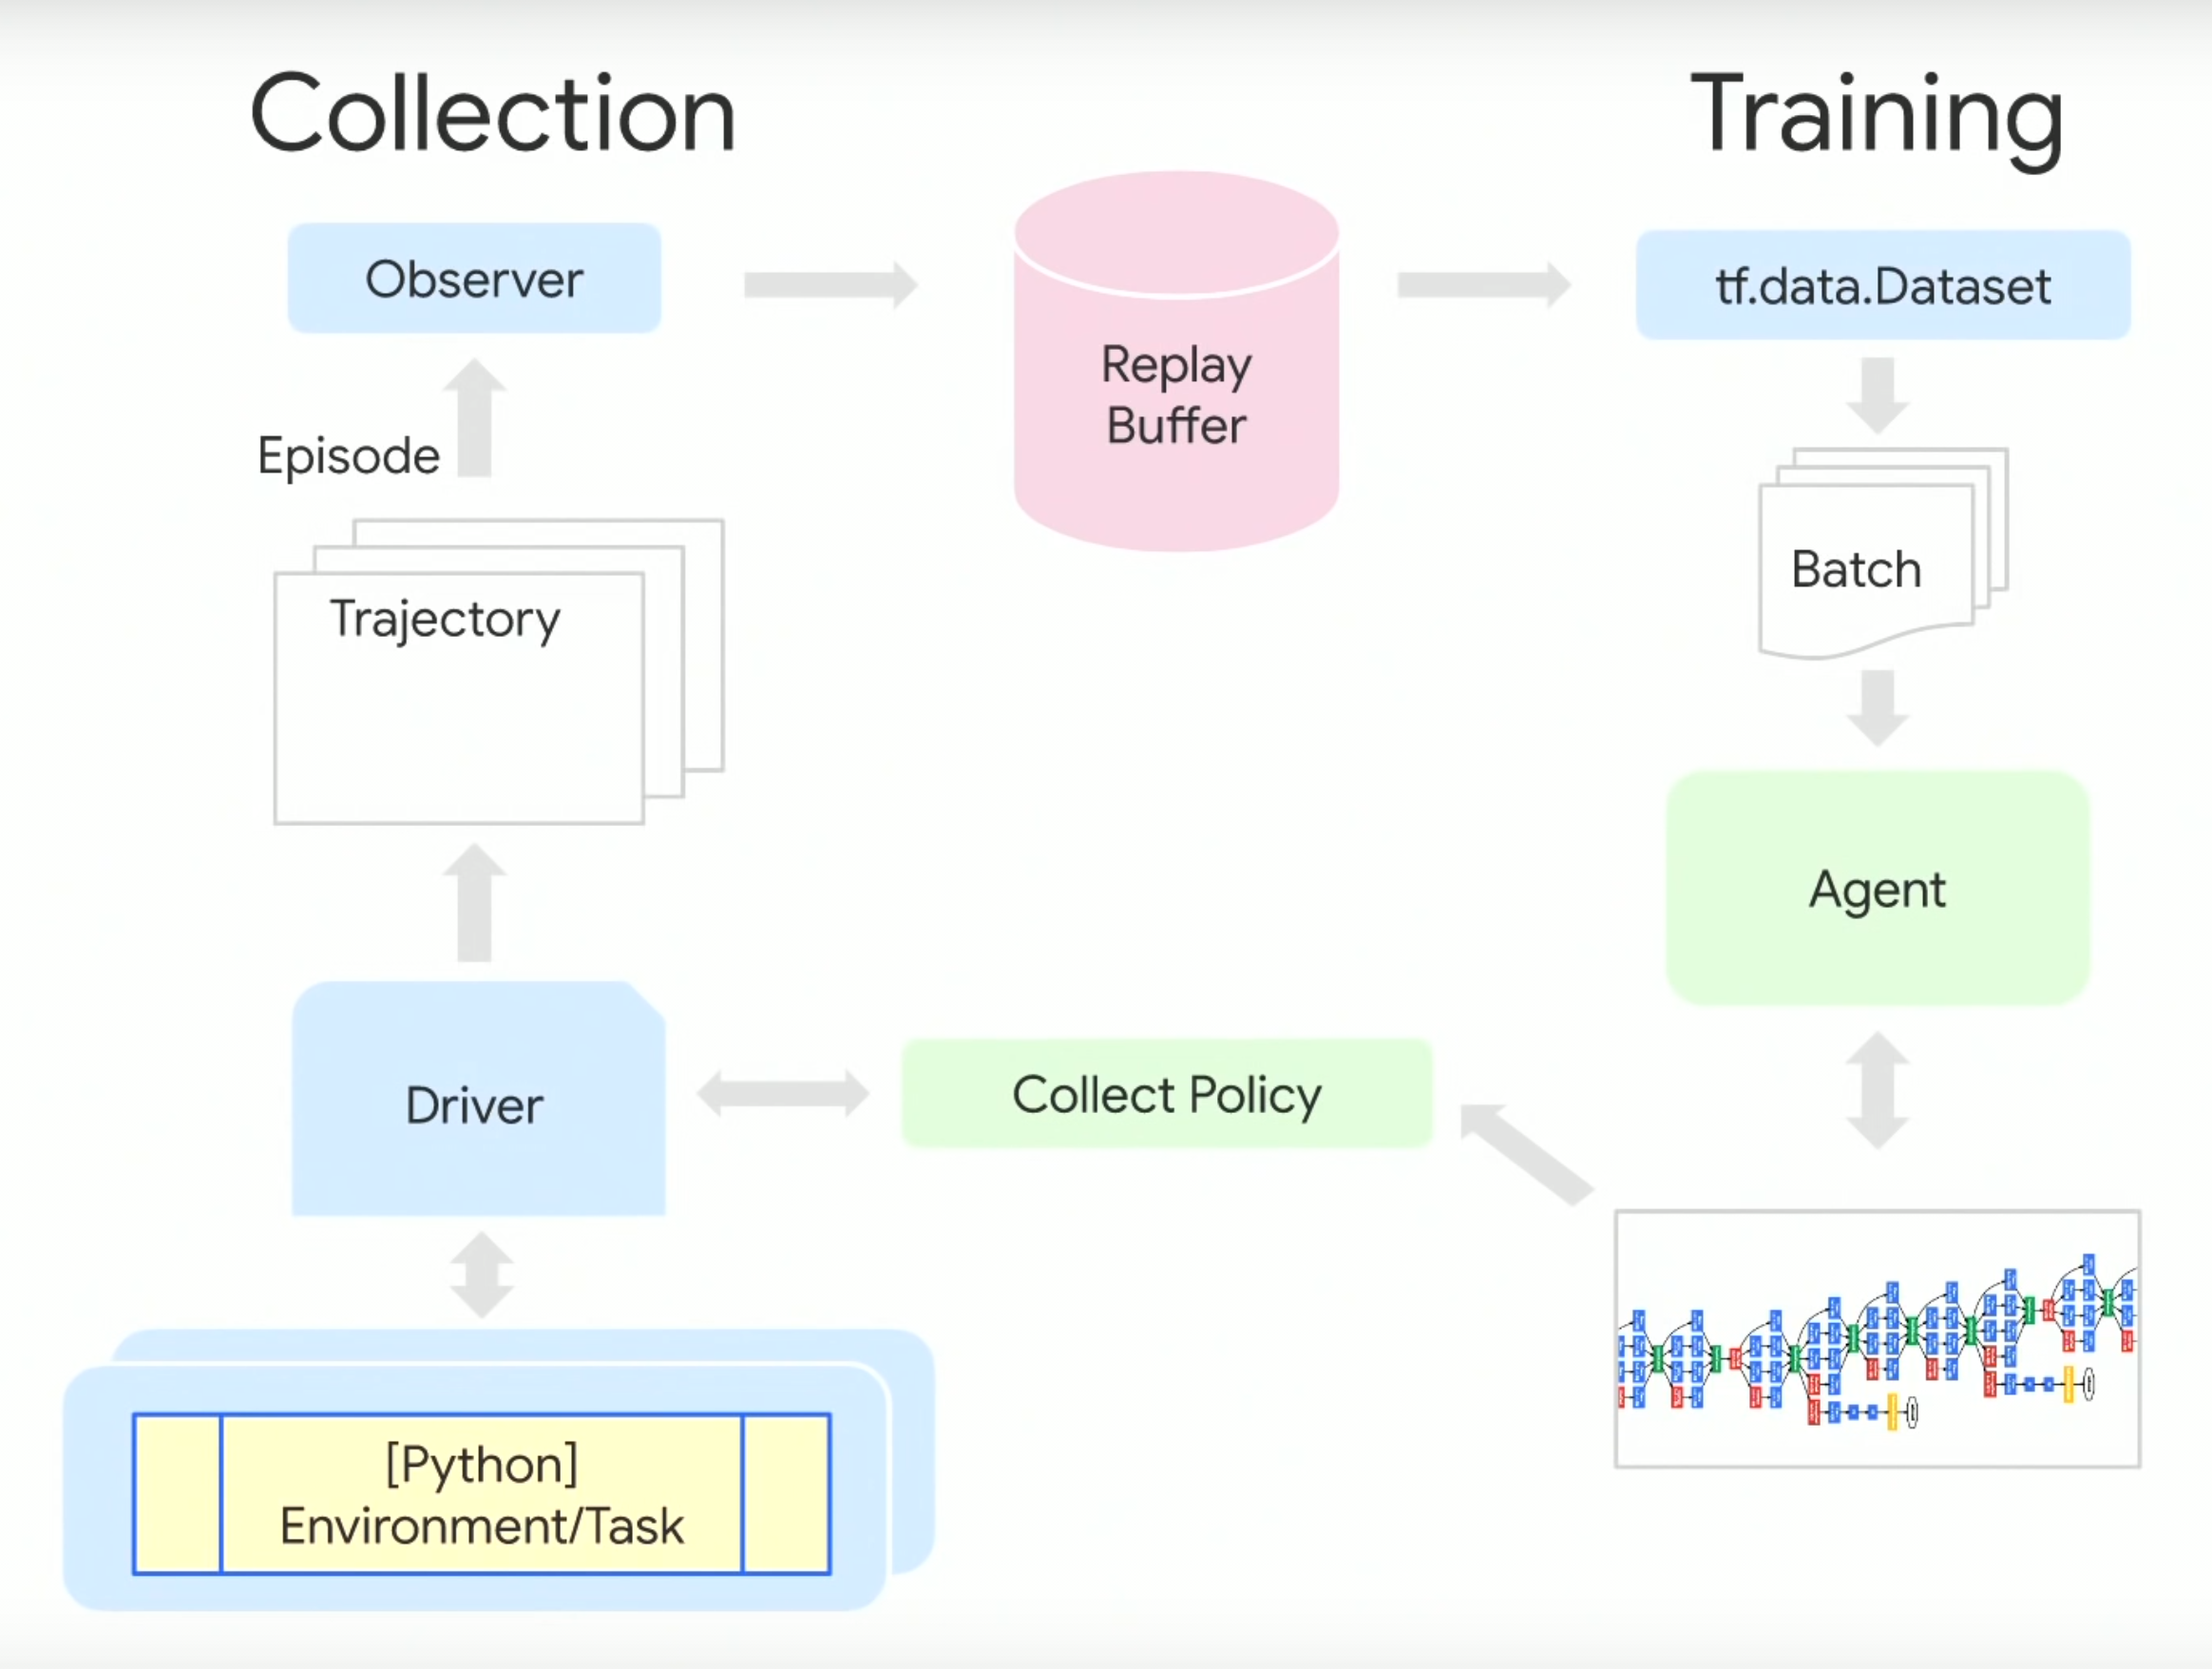 Collection
Training
Observer
Replay
Buffer
tf.data.Dataset
Episode
Trajectory
Batch
Agent
Driver
Collect Policy
[Python]
Environment/Task